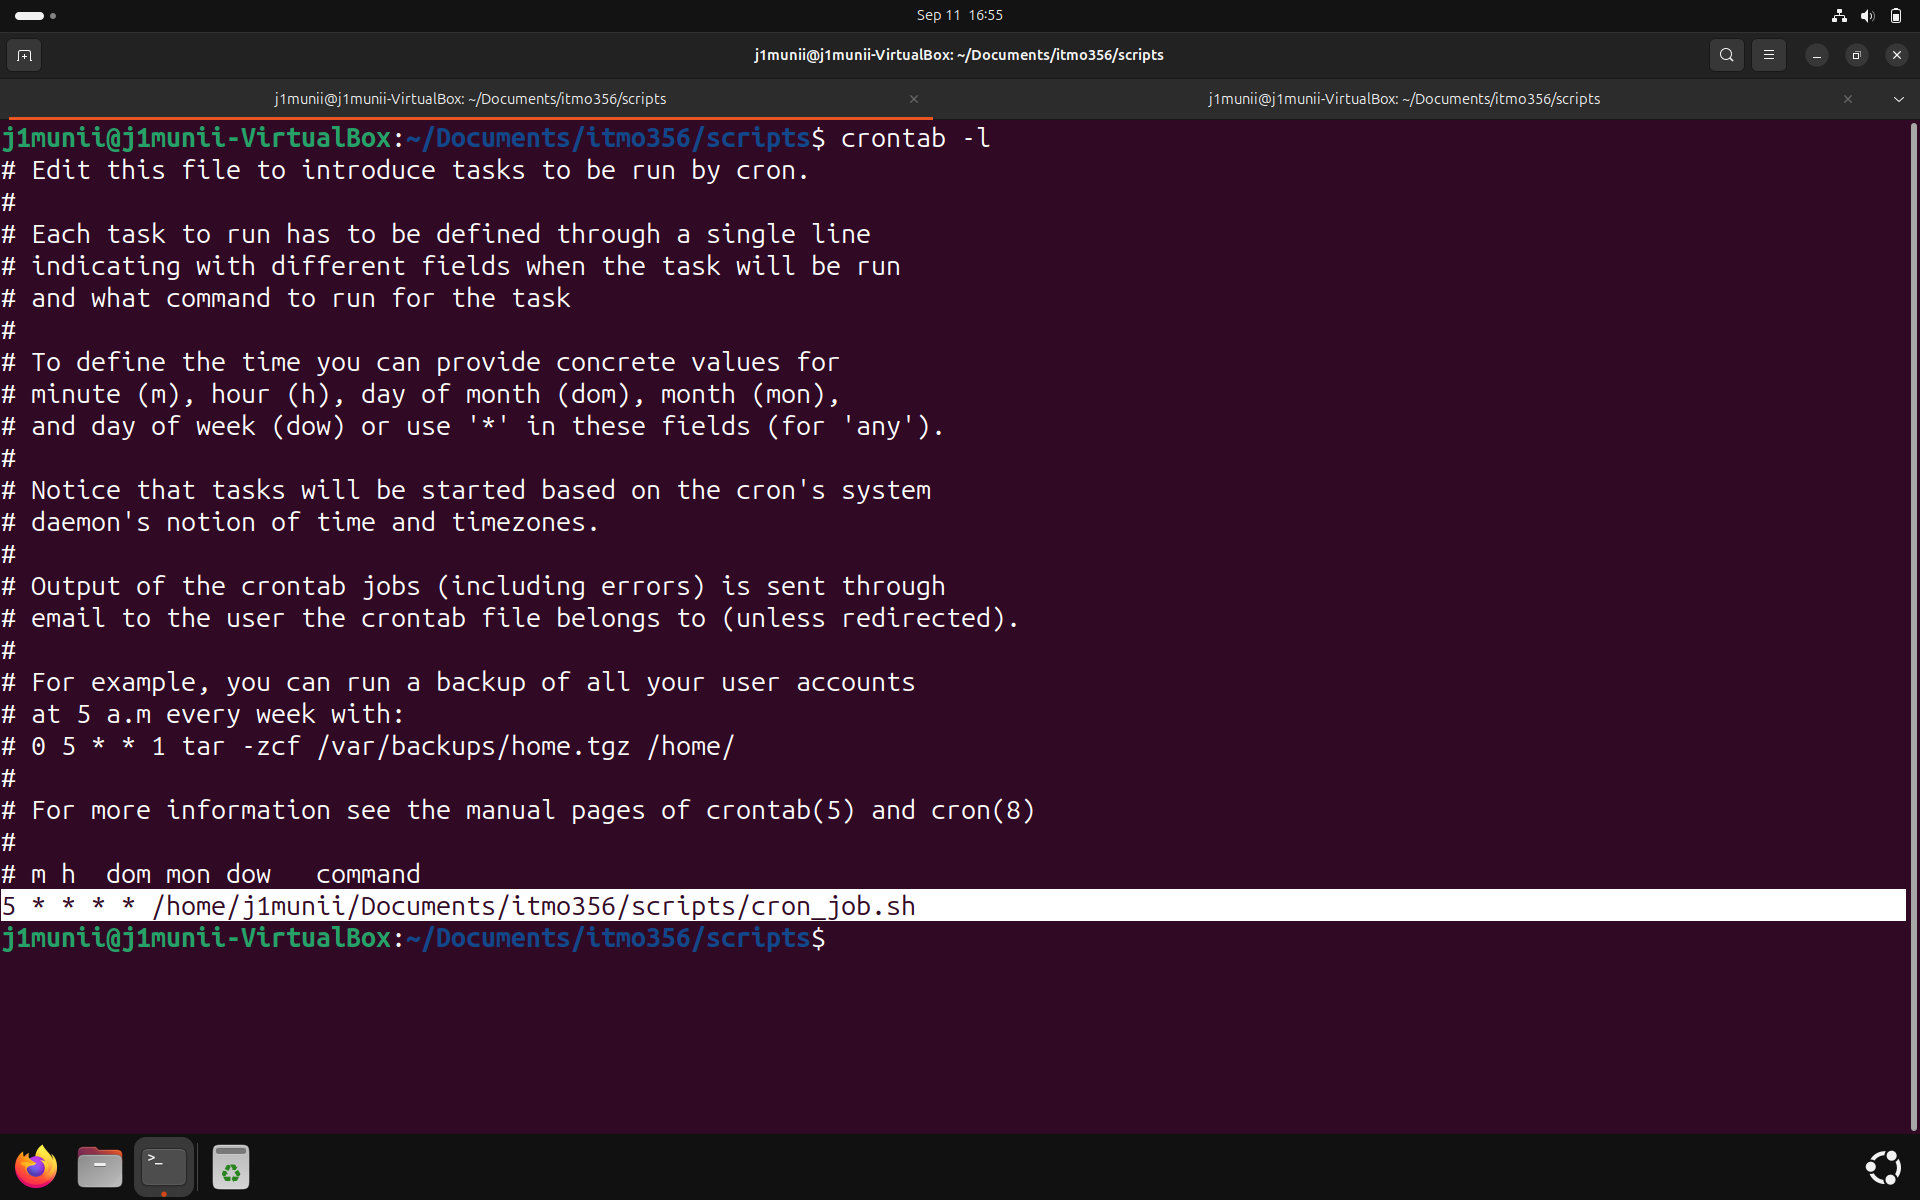 Sep 11 16:55
j1munii@j1munii-VirtualBox: ~/Documents/itmo356/scripts
j1munii@j1munii-VirtualBox: ~/Documents/itmo356/scripts
j1munii@j1munii-VirtualBox: ~/Documents/itmo356/scripts
j1munii@j1munii-VirtualBox:~/Documents/itmo356/scripts$ crontab -l
# Edit this file to introduce tasks to be run by cron.
#
# Each task to run has to be defined through a single line
# indicating with different fields when the task will be run
# and what command to run for the task
#
# To define the time you can provide concrete values for
# minute (m), hour (h), day of month (dom), month (mon),
# and day of week (dow) or use '*' in these fields (for 'any').
#
# Notice that tasks will be started based on the cron's system
# daemon's notion of time and timezones.
#
# Output of the crontab jobs (including errors) is sent through
# email to the user the crontab file belongs to (unless redirected).
#
# For example, you can run a backup of all your user accounts
# at 5 a.m every week with:
# 0 5 * * 1 tar -zcf /var/backups/home.tgz /home/
#
# For more information see the manual pages of crontab(5) and cron(8)
#
# m h  dom mon dow   command
5 * * * * /home/j1munii/Documents/itmo356/scripts/cron_job.sh
j1munii@j1munii-VirtualBox:~/Documents/itmo356/scripts$